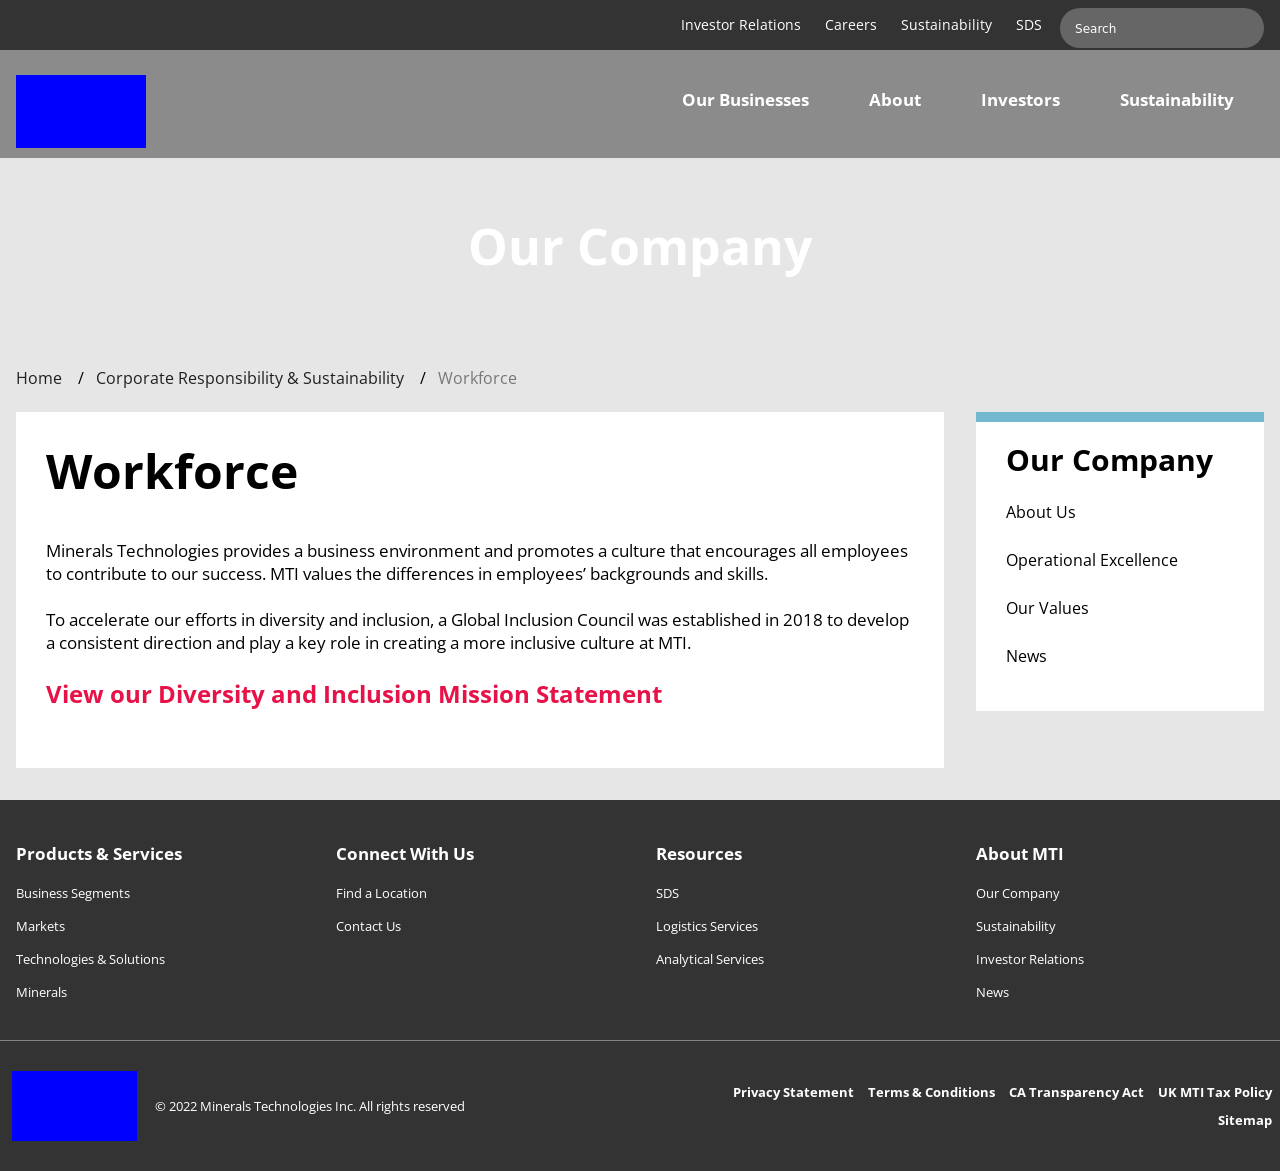 Investor Relations Careers Sustainability SDS Search
Our Businesses About Investors Sustainability
Our Company
Home / Corporate Responsibility & Sustainability / Workforce
Workforce
Minerals Technologies provides a business environment and promotes a culture that encourages all employees
to contribute to our success. MTI values the differences in employees’ backgrounds and skills.
To accelerate our efforts in diversity and inclusion, a Global Inclusion Council was established in 2018 to develop
a consistent direction and play a key role in creating a more inclusive culture at MTI.
View our Diversity and Inclusion Mission Statement
Our Company
About Us
Operational Excellence
Our Values
News
Products & Services
Business Segments
Markets
Technologies & Solutions
Minerals
Connect With Us
Find a Location
Contact Us
Resources
SDS
Logistics Services
Analytical Services
About MTI
Our Company
Sustainability
Investor Relations
News
© 2022 Minerals Technologies Inc. All rights reserved
Privacy Statement Terms & Conditions CA Transparency Act UK MTI Tax Policy
Sitemap